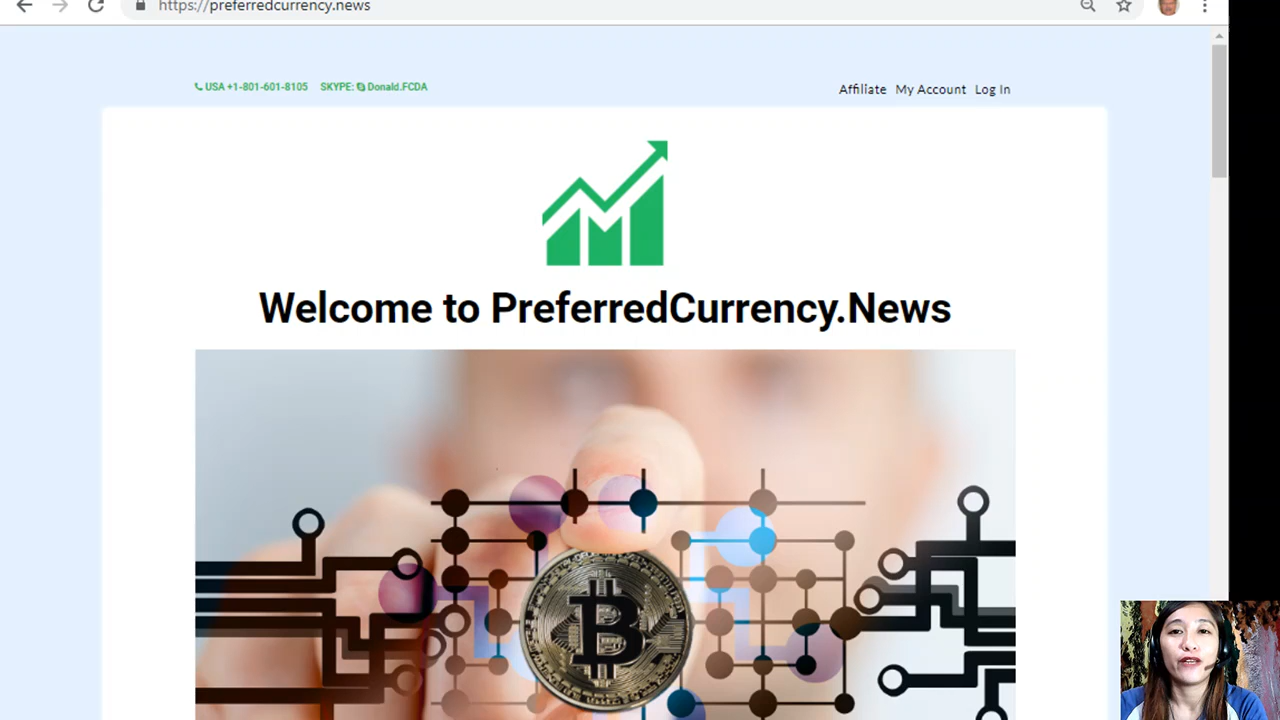 https://preferredcurrency.news
USA +1-801-601-8105 SKYPE: Donald.FCDA
Affiliate My Account Log In
Welcome to PreferredCurrency.News